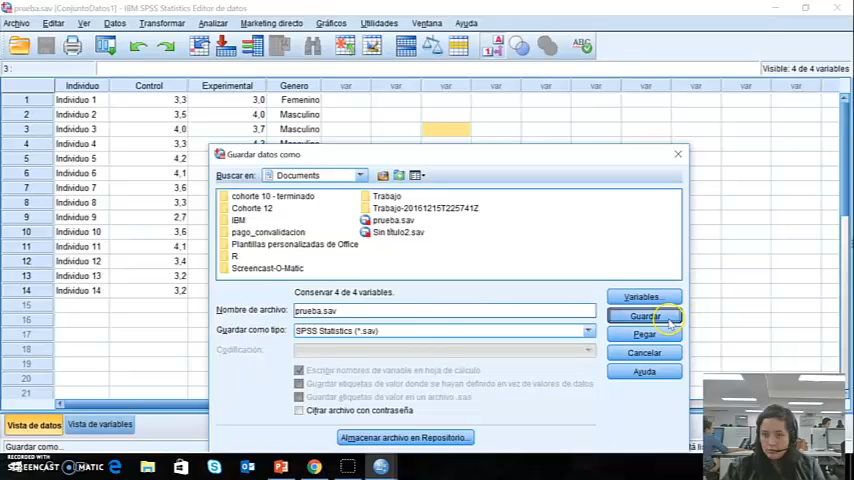 prueba.sav [ConjuntoDatos1] - IBM SPSS Statistics Editor de datos
Archivo Editar Ver Datos Transformar Analizar Marketing directo Gráficos Utilidades Ventana Ayuda
3 : Visible: 4 de 4 variables
Individuo Control Experimental Genero var var var var var var var var var
1 Individuo 1 3,3 3,0 Femenino
2 Individuo 2 3,5 4,0 Masculino
3 Individuo 3 4,0 3,7 Masculino
4 Individuo 4 3,6
5 Individuo 5 4,2
6 Individuo 6 4,1
7 Individuo 7 3,6
8 Individuo 8 3,3
9 Individuo 9 2,7
10 Individuo 10 3,6
11 Individuo 11 4,1
12 Individuo 12 3,4
13 Individuo 13 3,2
14 Individuo 14 3,2
15
16
17
18
19
20
21
Guardar datos como
Buscar en: Documents
cohorte 10 - terminado
Cohorte 12
IBM
pago_convalidacion
Plantillas personalizadas de Office
R
Screencast-O-Matic
Trabajo
Trabajo-20161215T225741Z
prueba.sav
Sin título2.sav
Conservar 4 de 4 variables.
Nombre de archivo: prueba.sav
Guardar como tipo: SPSS Statistics (*.sav)
Codificación:
Escribir nombres de variable en hoja de cálculo
Guardar etiquetas de valor donde se hayan definido en vez de valores de datos
Guardar etiquetas de valor en un archivo .sas
Cifrar archivo con contraseña
Almacenar archivo en Repositorio...
Variables...
Guardar
Pegar
Cancelar
Ayuda
Vista de datos Vista de variables
Guardar como...
RECORDED WITH
SCREENCAST MATIC